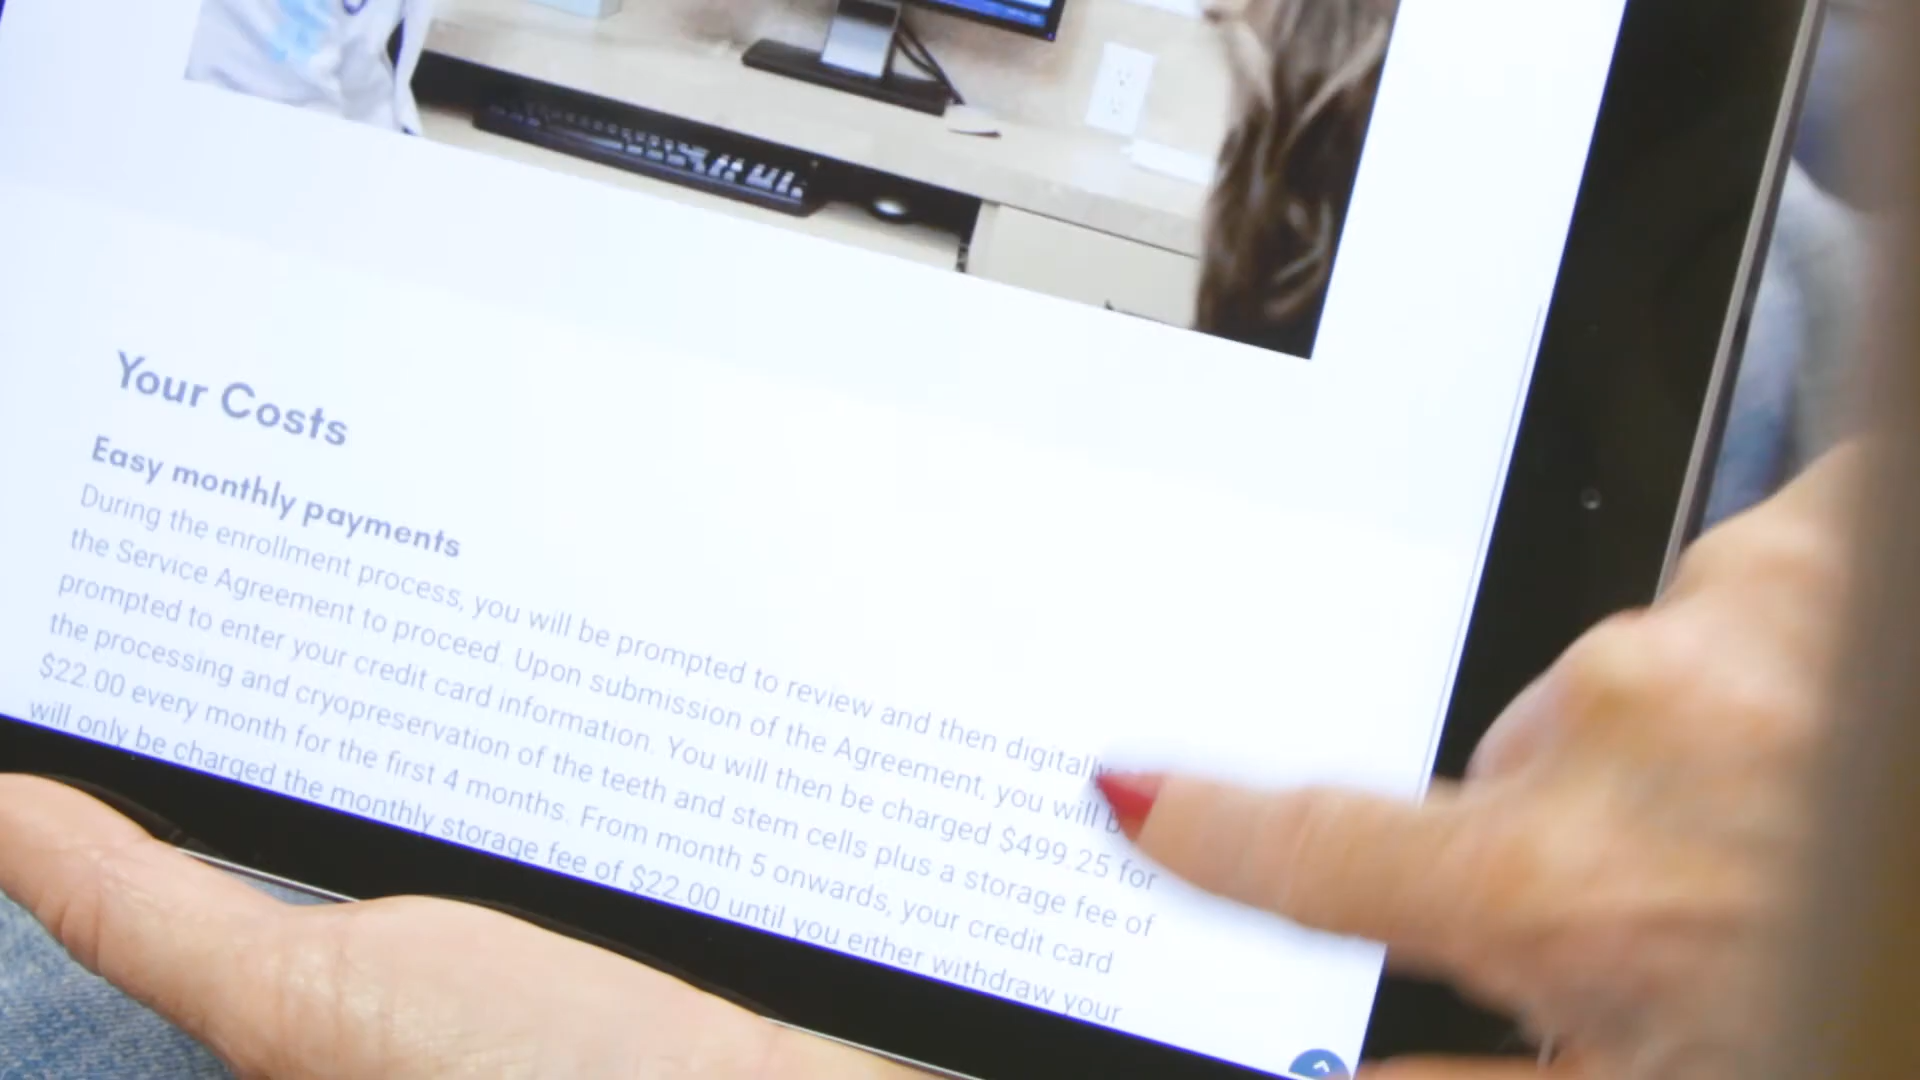 Your Costs
Easy monthly payments
During the enrollment process, you will be prompted to review and then digitally
the Service Agreement to proceed. Upon submission of the Agreement, you will
prompted to enter your credit card information. You will then be charged $499.25 for
the processing and cryopreservation of the teeth and stem cells plus a storage fee of
$22.00 every month for the first 4 months. From month 5 onwards, your credit card
will only be charged the monthly storage fee of $22.00 until you either withdraw your